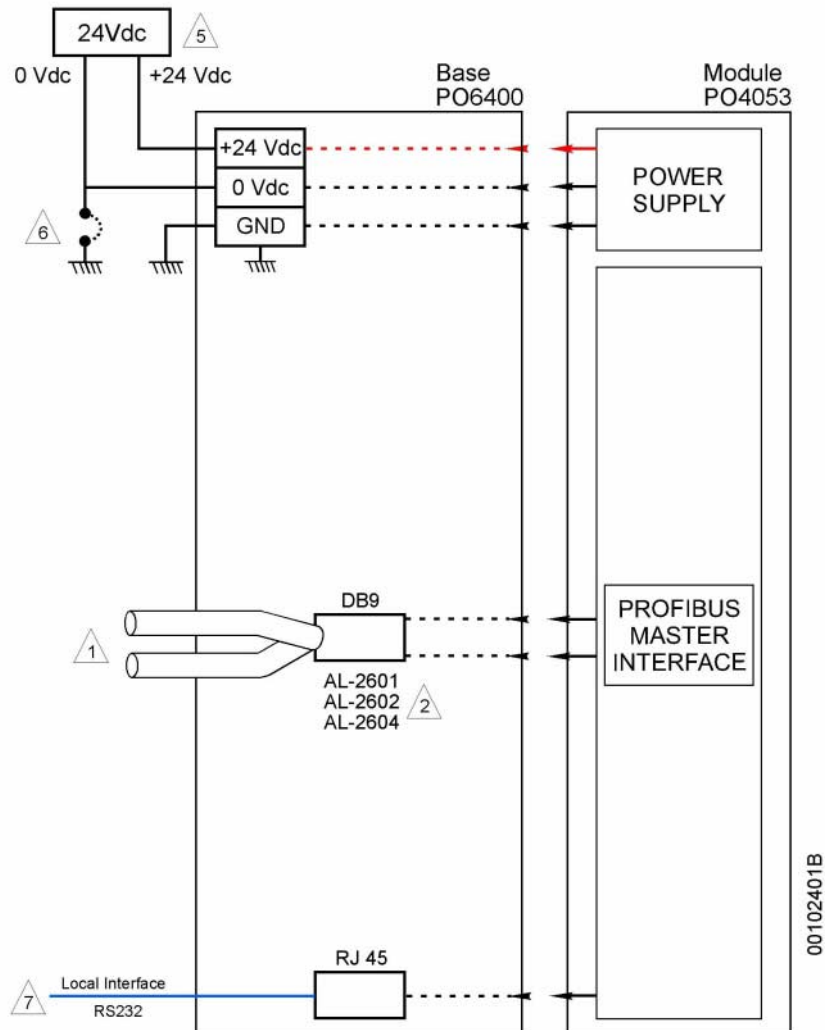 24Vdc
5
0 Vdc
+24 Vdc
Base
PO6400
Module
PO4053
+24 Vdc
0 Vdc
GND
POWER
SUPPLY
6
DB9
PROFIBUS
MASTER
INTERFACE
1
AL-2601
AL-2602
AL-2604
2
RJ 45
Local Interface
RS232
7
00102401B